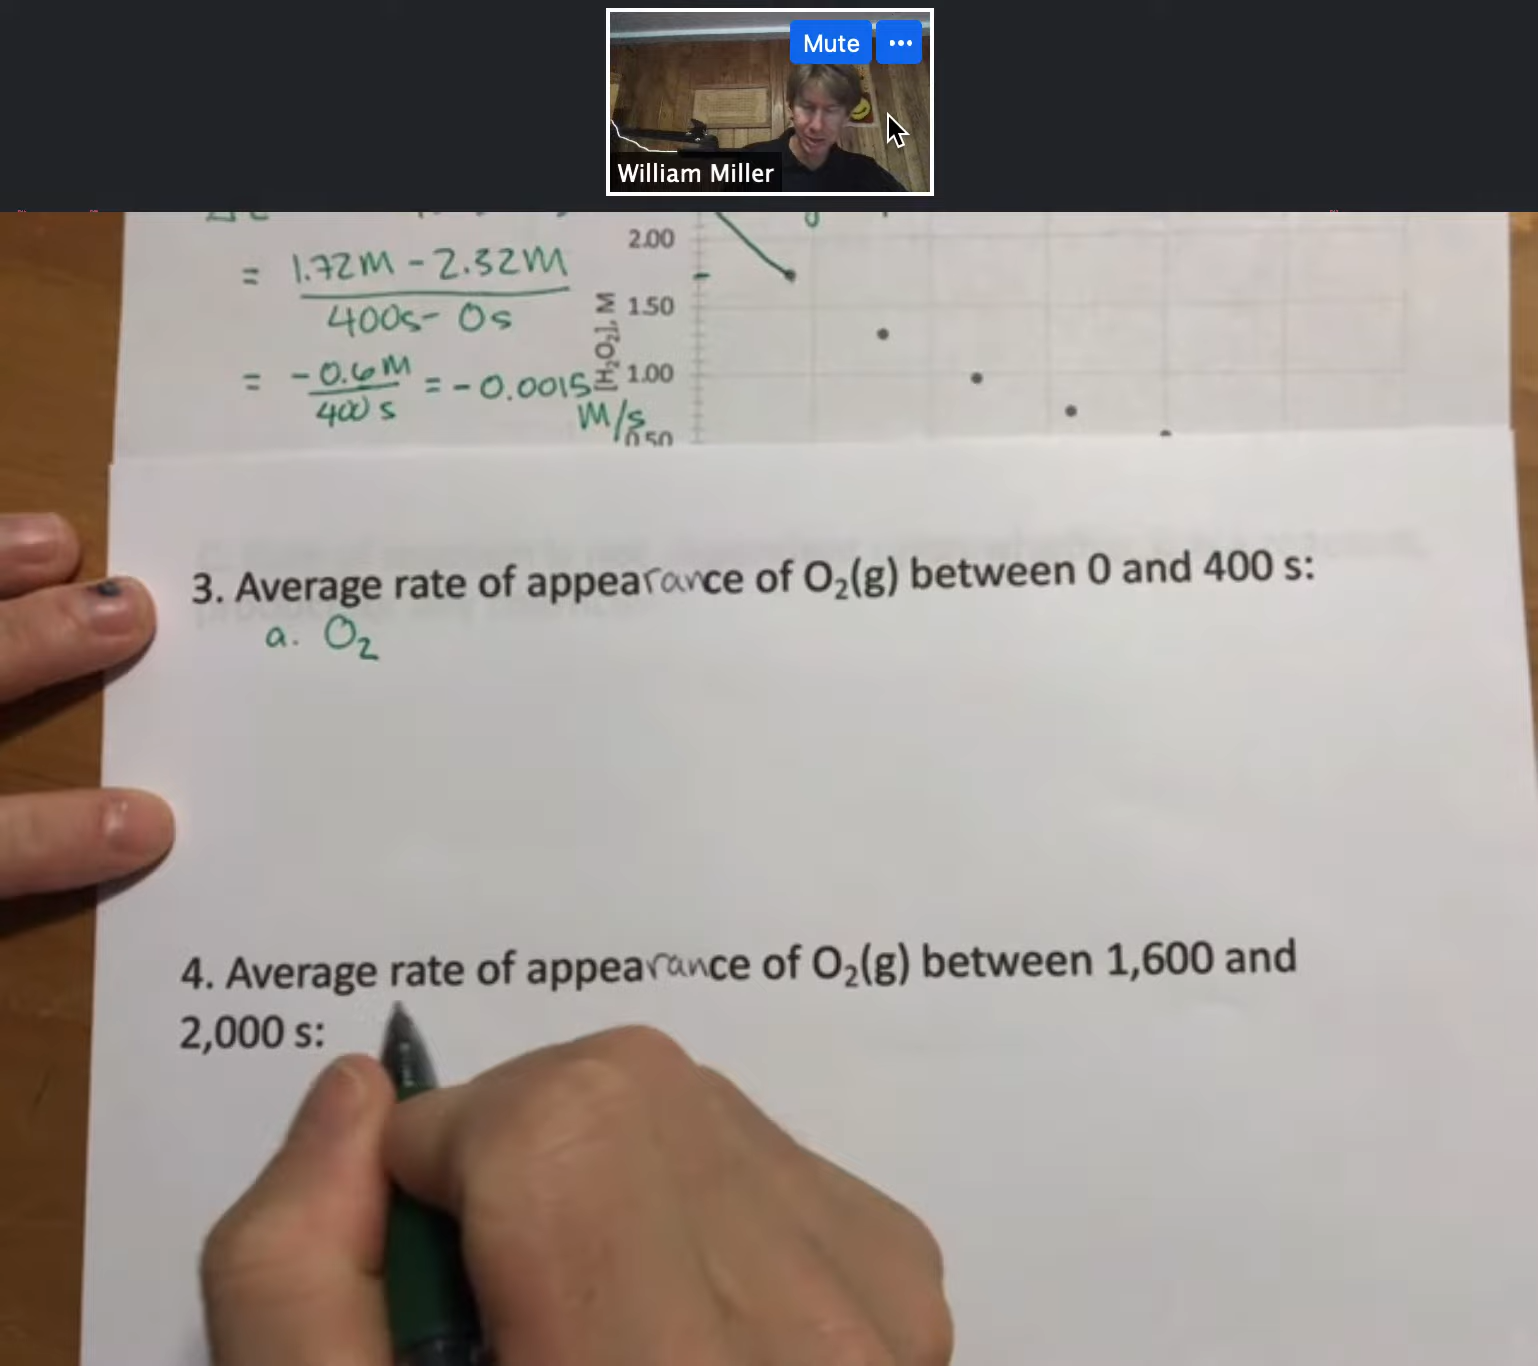 Mute
William Miller
= 1.72M - 2.32M
400s - 0s
= -0.6M = -0.0015
400 s
M/s
2.00
1.50
1.00
0.50
[H₂O₂], M
3. Average rate of appearance of O₂(g) between 0 and 400 s:
a. O₂
4. Average rate of appearance of O₂(g) between 1,600 and
2,000 s: